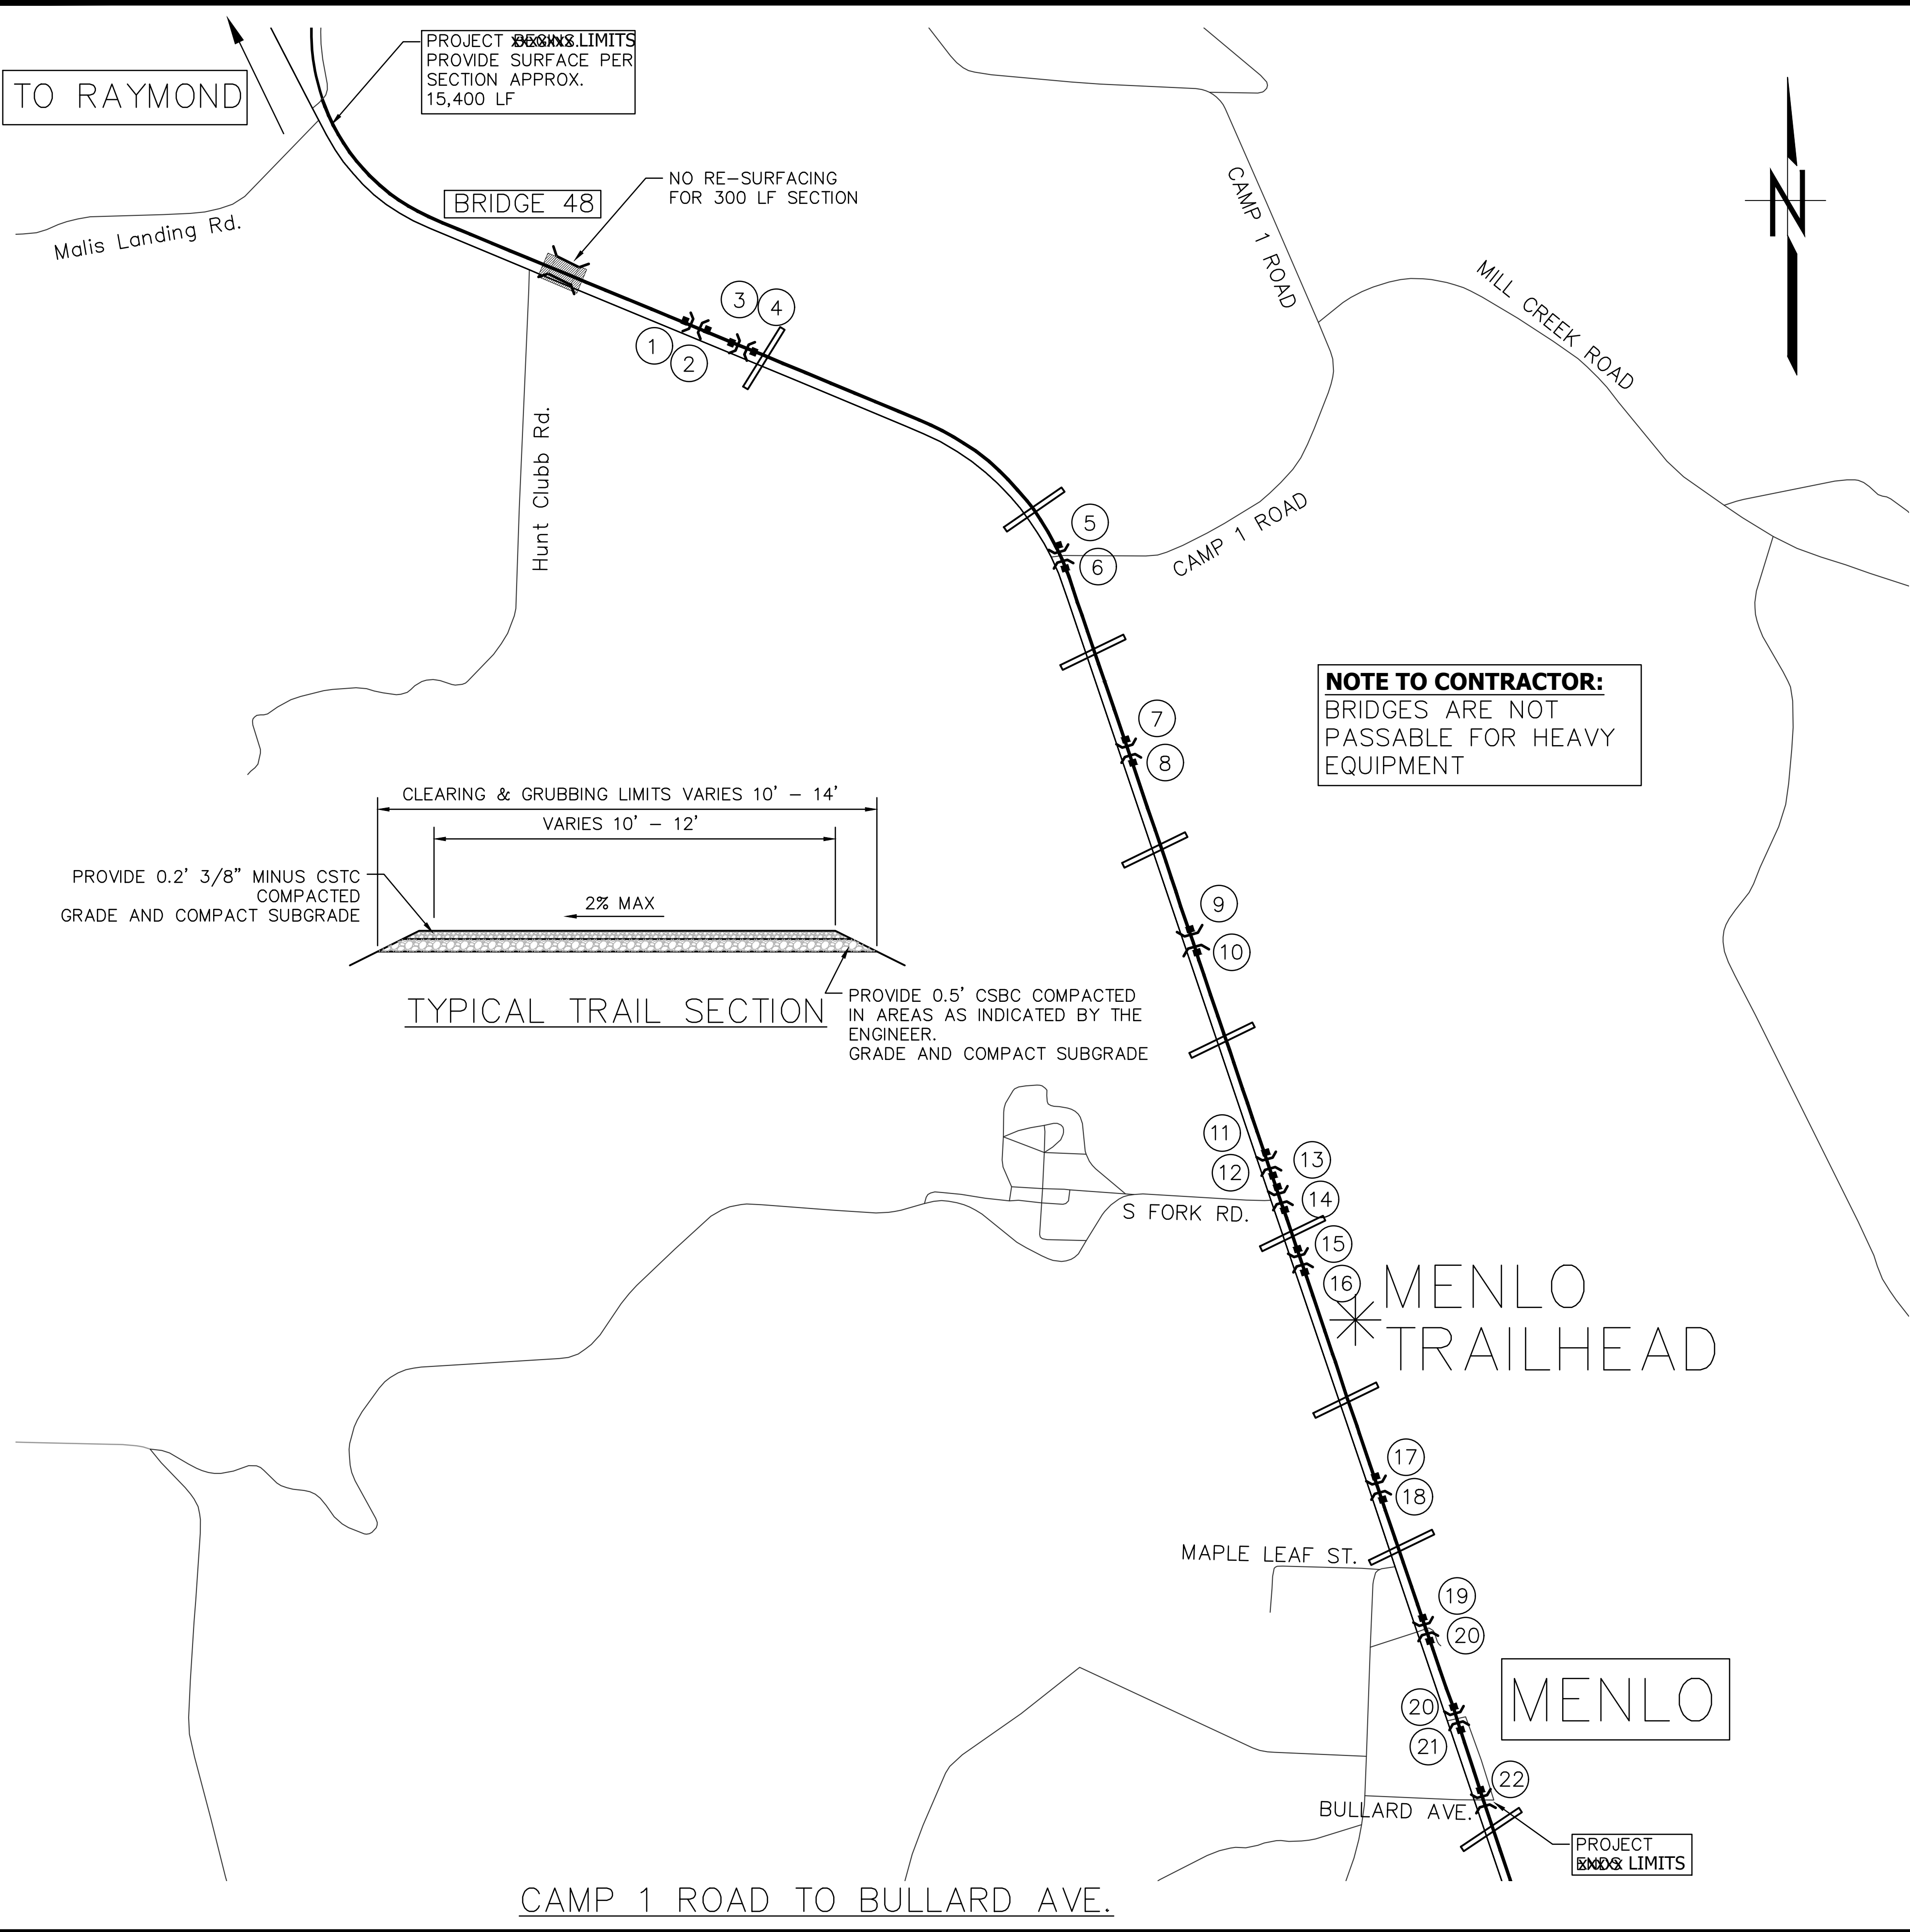 PROJECT BEGINS. LIMITS
PROVIDE SURFACE PER
SECTION APPROX.
15,400 LF
TO RAYMOND
NO RE-SURFACING
FOR 300 LF SECTION
BRIDGE 48
Malis Landing Rd.
CAMP 1 ROAD
N
MILL CREEK ROAD
3
4
1
2
Hunt Clubb Rd.
5
6
CAMP 1 ROAD
NOTE TO CONTRACTOR:
BRIDGES ARE NOT
PASSABLE FOR HEAVY
EQUIPMENT
7
8
CLEARING & GRUBBING LIMITS VARIES 10' - 14'
VARIES 10' - 12'
PROVIDE 0.2' 3/8" MINUS CSTC
COMPACTED
GRADE AND COMPACT SUBGRADE
2% MAX
TYPICAL TRAIL SECTION
PROVIDE 0.5' CSBC COMPACTED
IN AREAS AS INDICATED BY THE
ENGINEER.
GRADE AND COMPACT SUBGRADE
9
10
11
12
13
14
S FORK RD.
15
16
MENLO
TRAILHEAD
17
18
MAPLE LEAF ST.
19
20
MENLO
20
21
22
BULLARD AVE.
PROJECT
ENDS LIMITS
CAMP 1 ROAD TO BULLARD AVE.